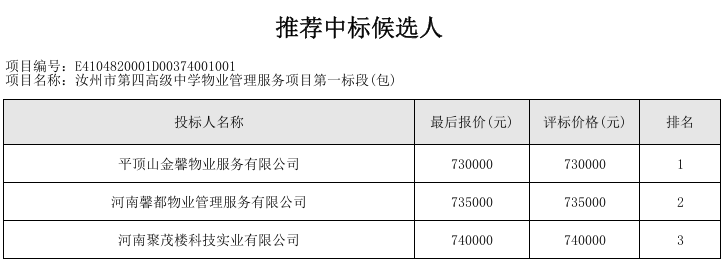 推荐中标候选人
项目编号: E4104820001D00374001001
项目名称: 汝州市第四高级中学物业管理服务项目第一标段(包)
投标人名称 最后报价(元) 评标价格(元) 排名
平顶山金馨物业服务有限公司 730000 730000 1
河南馨都物业管理服务有限公司 735000 735000 2
河南聚茂楼科技实业有限公司 740000 740000 3